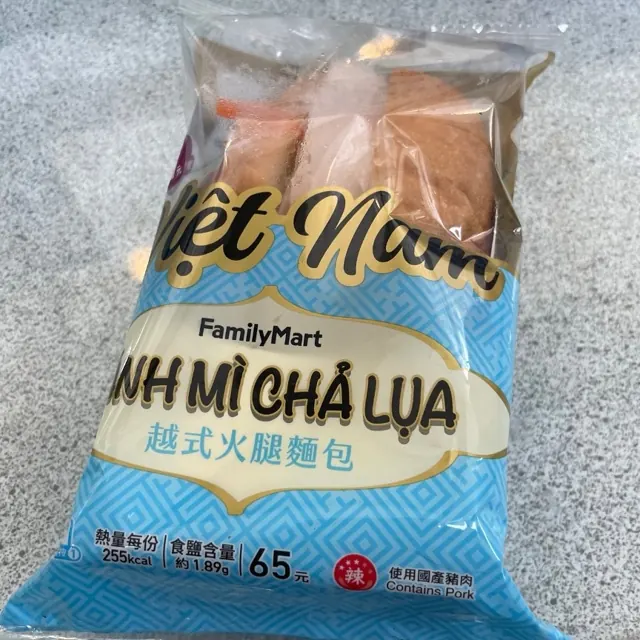 Việt Nam
FamilyMart
NH MÌ CHẢ LỤA
越式火腿麵包
熱量每份
255kcal
食鹽含量
約1.89g
65元
辣
使用國產豬肉
Contains Pork